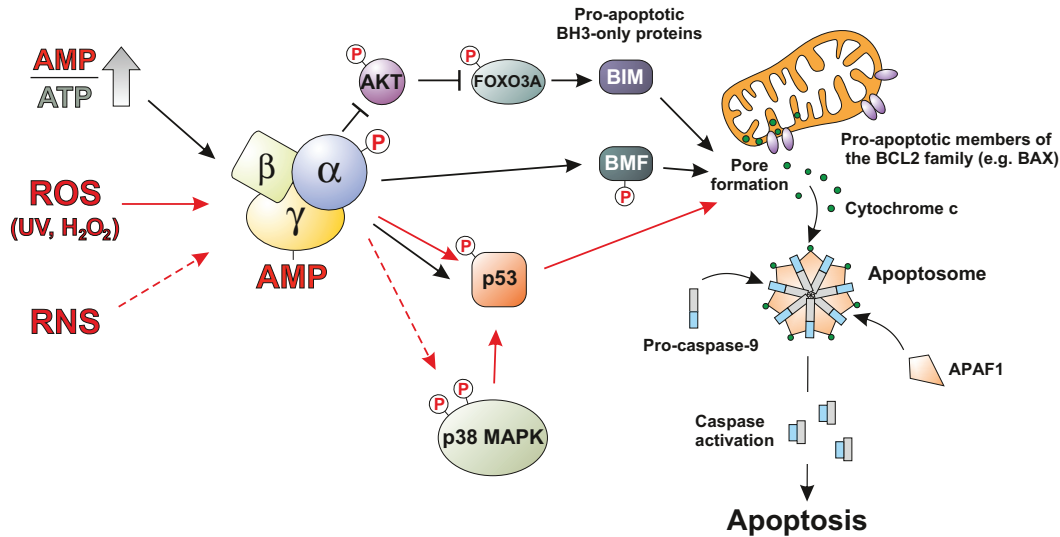 AMP
ATP
ROS
(UV, H₂O₂)
RNS
β
α
γ
P
AMP
P
AKT
P
FOXO3A
Pro-apoptotic
BH3-only proteins
BIM
BMF
P
P
p53
P
P
p38 MAPK
Pore
formation
Pro-apoptotic members of
the BCL2 family (e.g. BAX)
Cytochrome c
Apoptosome
Pro-caspase-9
APAF1
Caspase
activation
Apoptosis